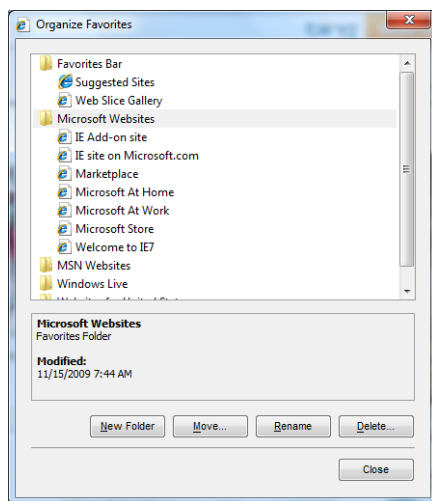 Organize Favorites
Favorites Bar
Suggested Sites
Web Slice Gallery
Microsoft Websites
IE Add-on site
IE site on Microsoft.com
Marketplace
Microsoft At Home
Microsoft At Work
Microsoft Store
Welcome to IE7
MSN Websites
Windows Live
Microsoft Websites
Favorites Folder
Modified:
11/15/2009 7:44 AM
New Folder
Move...
Rename
Delete...
Close